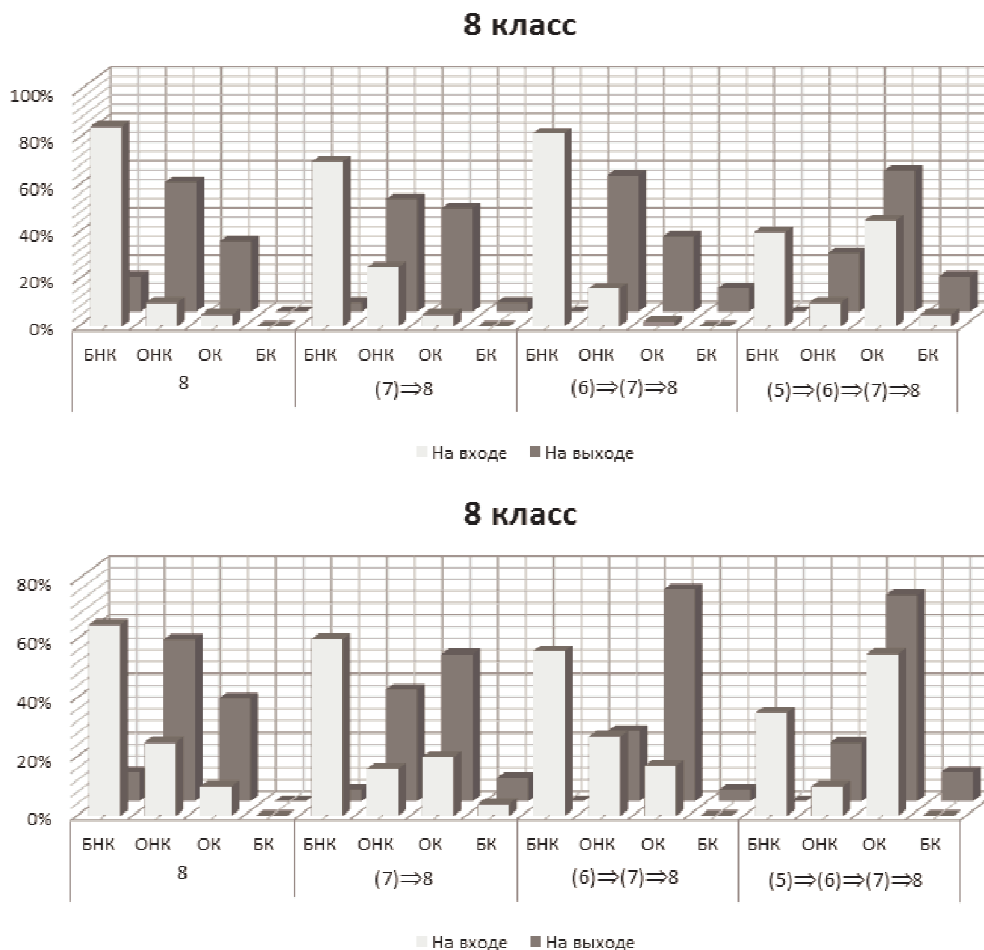 8 класс
100%
80%
60%
40%
20%
0%
БНК ОНК ОК БК БНК ОНК ОК БК БНК ОНК ОК БК БНК ОНК ОК БК
8 (7)⇒8 (6)⇒(7)⇒8 (5)⇒(6)⇒(7)⇒8
На входе На выходе
8 класс
80%
60%
40%
20%
0%
БНК ОНК ОК БК БНК ОНК ОК БК БНК ОНК ОК БК БНК ОНК ОК БК
8 (7)⇒8 (6)⇒(7)⇒8 (5)⇒(6)⇒(7)⇒8
На входе На выходе